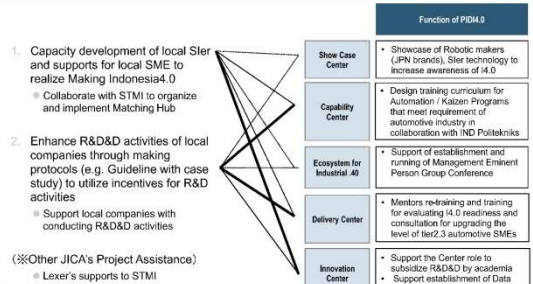 Function of PIDI4.0
1. Capacity development of local SIer
and supports for local SME to
realize Making Indonesia4.0
Collaborate with STMI to organize
and implement Matching Hub
2. Enhance R&D&D activities of local
companies through making
protocols (e.g. Guideline with case
study) to utilize incentives for R&D
activities
Support local companies with
conducting R&D&D activities
(※Other JICA's Project Assistance)
Lexer's supports to STMI
Show Case
Center
• Showcase of Robotic makers
(JPN brands), SIer technology to
increase awareness of I4.0
Capability
Center
• Design training curriculum for
Automation / Kaizen Programs
that meet requirement of
automotive industry in
collaboration with IND Politekniks
Ecosystem for
Industrial .40
• Support of establishment and
running of Management Eminent
Person Group Conference
Delivery Center
• Mentors re-training and training
for evaluating I4.0 readiness and
consultation for upgrading the
level of tier2.3 automotive SMEs
Innovation
Center
• Support the Center role to
subsidize R&D&D by academia
• Support establishment of Data